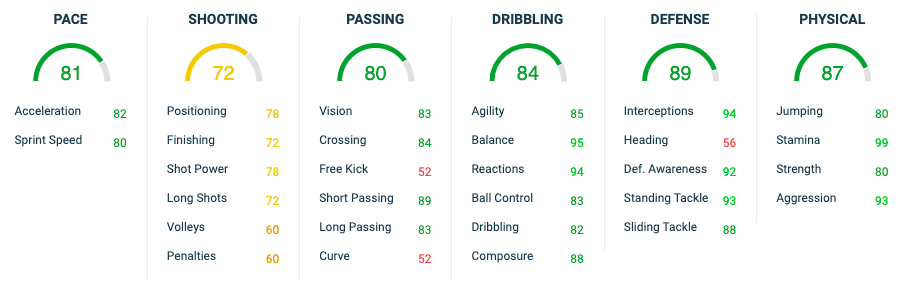 PACE
81
Acceleration 82
Sprint Speed 80
SHOOTING
72
Positioning 78
Finishing 72
Shot Power 78
Long Shots 72
Volleys 60
Penalties 60
PASSING
80
Vision 83
Crossing 84
Free Kick 52
Short Passing 89
Long Passing 83
Curve 52
DRIBBLING
84
Agility 85
Balance 95
Reactions 94
Ball Control 83
Dribbling 82
Composure 88
DEFENSE
89
Interceptions 94
Heading 56
Def. Awareness 92
Standing Tackle 93
Sliding Tackle 88
PHYSICAL
87
Jumping 80
Stamina 99
Strength 80
Aggression 93